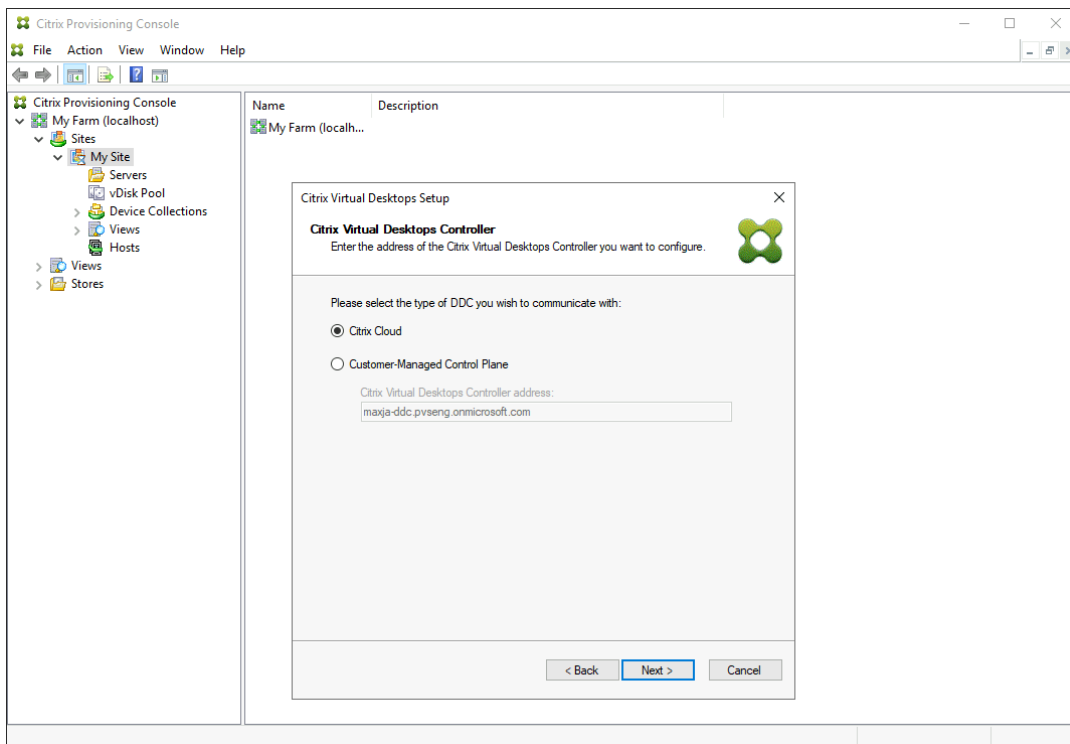 Citrix Provisioning Console
File Action View Window Help
Citrix Provisioning Console
My Farm (localhost)
Sites
My Site
Servers
vDisk Pool
Device Collections
Views
Hosts
Views
Stores
Name Description
My Farm (localh...
Citrix Virtual Desktops Setup
Citrix Virtual Desktops Controller
Enter the address of the Citrix Virtual Desktops Controller you want to configure.
Please select the type of DDC you wish to communicate with:
Citrix Cloud
Customer-Managed Control Plane
Citrix Virtual Desktops Controller address:
maxja-ddc.pvseng.onmicrosoft.com
< Back Next > Cancel